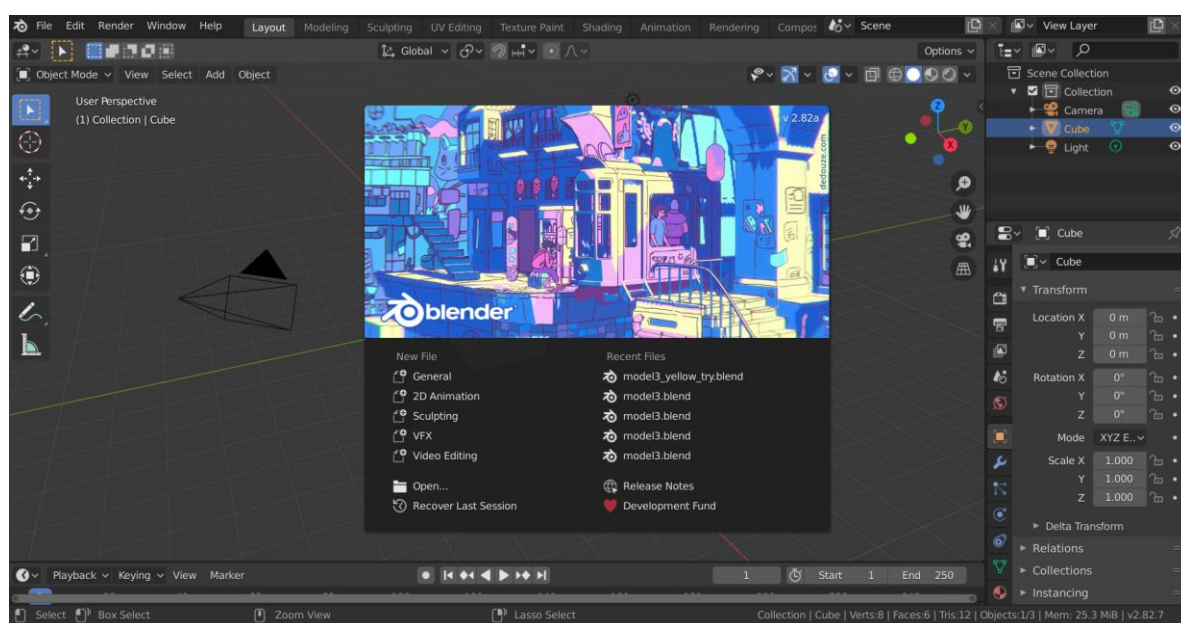 File Edit Render Window Help Layout Modeling Sculpting UV Editing Texture Paint Shading Animation Rendering Compos Scene View Layer
Global Options
Object Mode View Select Add Object
User Perspective
(1) Collection | Cube
Scene Collection
Collection
Camera
Cube
Light
Z
Y
X
v 2.82a
dedouze.com
blender
New File
General
2D Animation
Sculpting
VFX
Video Editing
Open...
Recover Last Session
Recent Files
model3_yellow_try.blend
model3.blend
model3.blend
model3.blend
model3.blend
Release Notes
Development Fund
Cube
Cube
Transform
Location X 0 m
Y 0 m
Z 0 m
Rotation X 0°
Y 0°
Z 0°
Mode XYZ E..
Scale X 1.000
Y 1.000
Z 1.000
Delta Transform
Relations
Collections
Instancing
Playback Keying View Marker 1 Start 1 End 250
Select Box Select Zoom View Lasso Select Collection | Cube | Verts:8 | Faces:6 | Tris:12 | Objects:1/3 | Mem: 25.3 MiB | v2.82.7